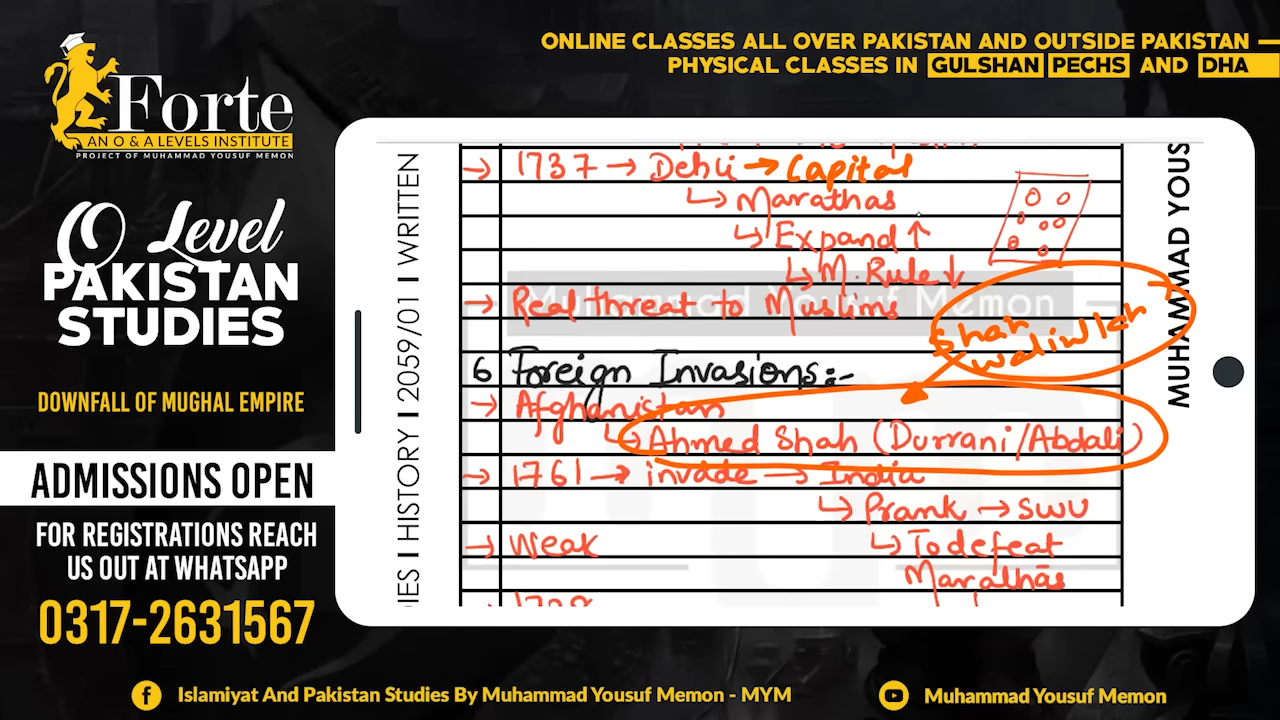 ONLINE CLASSES ALL OVER PAKISTAN AND OUTSIDE PAKISTAN
PHYSICAL CLASSES IN GULSHAN PECHS AND DHA
Forte
AN O & A LEVELS INSTITUTE
PROJECT OF MUHAMMAD YOUSUF MEMON
O Level
PAKISTAN
STUDIES
DOWNFALL OF MUGHAL EMPIRE
ADMISSIONS OPEN
FOR REGISTRATIONS REACH
US OUT AT WHATSAPP
0317-2631567
IES I HISTORY I 2059/01 I WRITTEN
→ 1737 → Dehli → Capital
↳ Marathas
↳ Expand ↑
↳ M. Rule ↓
→ Real threat to Muslims
Muhammad Yousuf Memon
Shah
waliullah
6 Foreign Invasions:-
→ Afghanistan
↳ Ahmed Shah (Durrani/Abdali)
→ 1761 → invade → India
↳ Prank → SWU
→ Weak
↳ To defeat
Marathas
MUHAMMAD YOUS
Islamiyat And Pakistan Studies By Muhammad Yousuf Memon - MYM
Muhammad Yousuf Memon